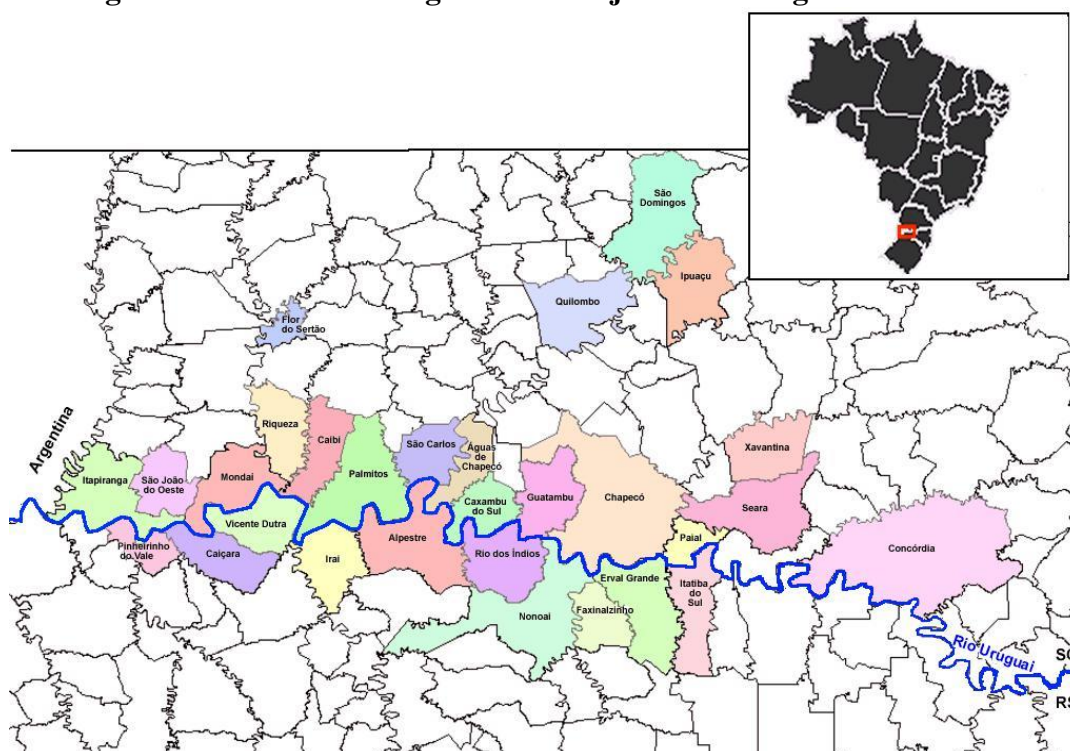 São
Domingos
Ipuaçu
Quilombo
Flor
do Sertão
Argentina
Riqueza
Caibi
São Carlos
Águas
de
Chapecó
Xavantina
Itapiranga
São João
do Oeste
Mondai
Palmitos
Caxambu
do Sul
Guatambu
Chapecó
Seara
Vicente Dutra
Pinheirinho
do Vale
Caiçara
Irai
Alpestre
Rio dos Índios
Paial
Concórdia
Nonoai
Faxinalzinho
Erval Grande
Itatiba
do
Sul
Rio Uruguai
SC
RS